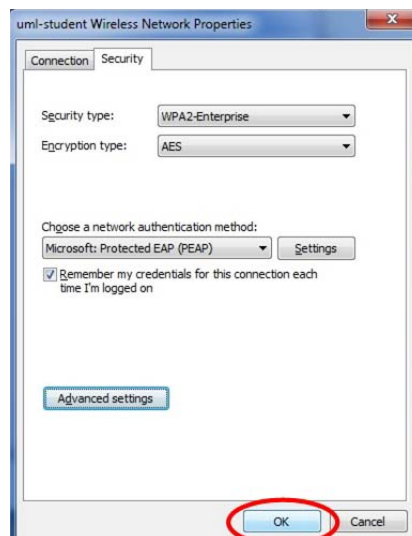 uml-student Wireless Network Properties
Connection Security
Security type: WPA2-Enterprise
Encryption type: AES
Choose a network authentication method:
Microsoft: Protected EAP (PEAP) Settings
Remember my credentials for this connection each
time I'm logged on
Advanced settings
OK Cancel